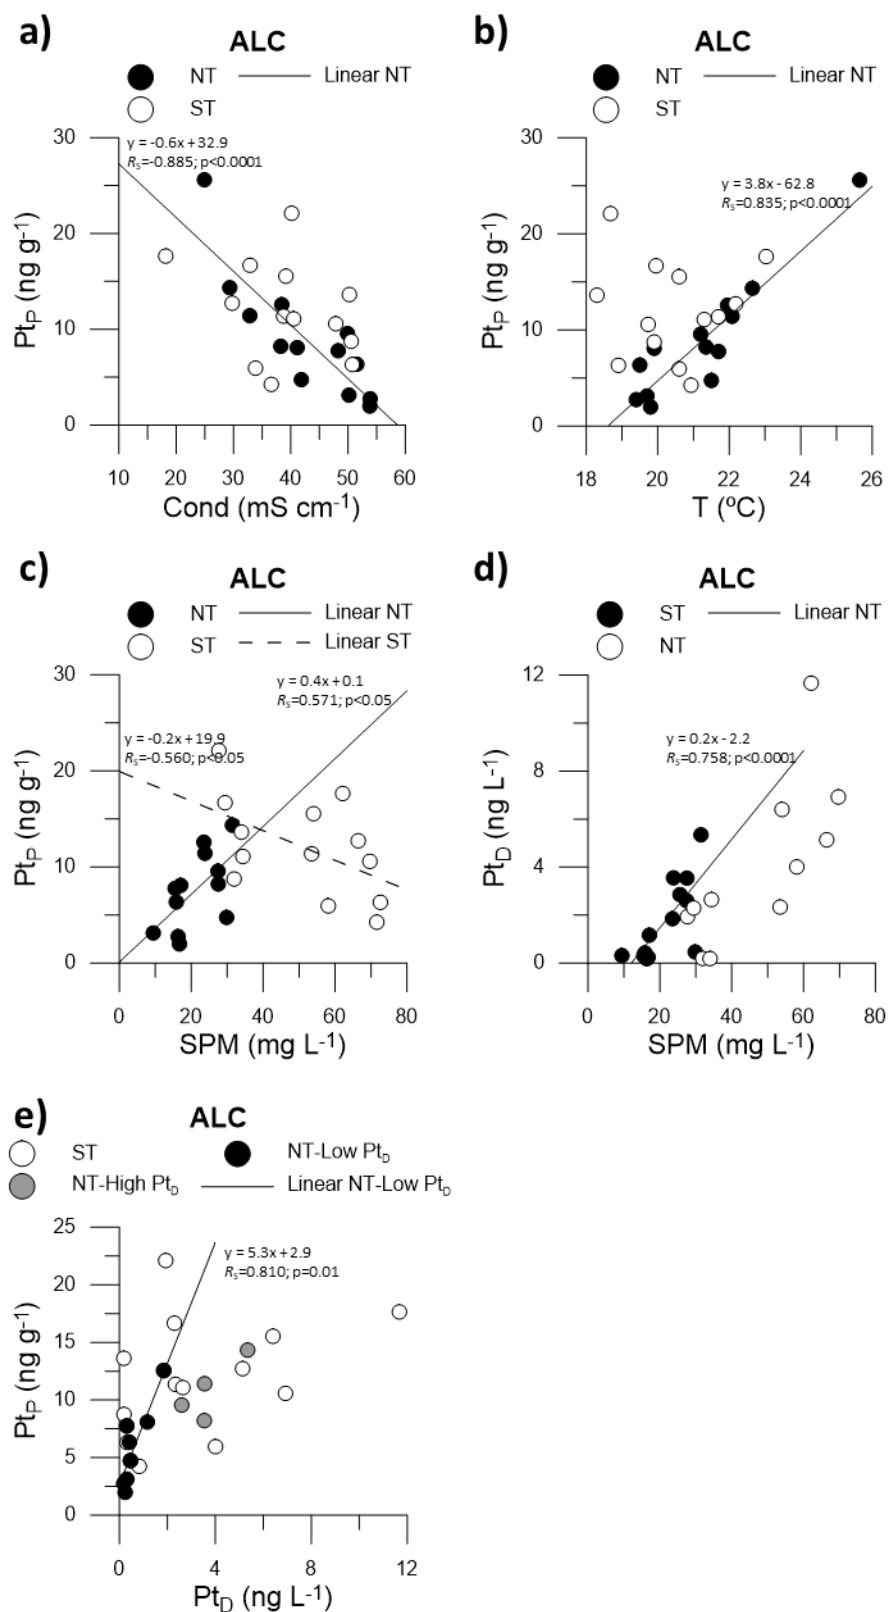 a)
ALC
NT Linear NT
ST
y = -0.6x + 32.9
RS=-0.885; p<0.0001
30
20
10
0
PtP (ng g-1)
10 20 30 40 50 60
Cond (mS cm-1)
b)
ALC
NT Linear NT
ST
y = 3.8x - 62.8
RS=0.835; p<0.0001
30
20
10
0
PtP (ng g-1)
18 20 22 24 26
T (ºC)
c)
ALC
NT Linear NT
ST Linear ST
y = 0.4x + 0.1
RS=0.571; p<0.05
y = -0.2x + 19.9
RS=-0.560; p<0.05
30
20
10
0
PtP (ng g-1)
0 20 40 60 80
SPM (mg L-1)
d)
ALC
ST Linear NT
NT
y = 0.2x - 2.2
RS=0.758; p<0.0001
12
8
4
0
PtD (ng L-1)
0 20 40 60 80
SPM (mg L-1)
e)
ALC
ST NT-Low PtD
NT-High PtD Linear NT-Low PtD
y = 5.3x + 2.9
RS=0.810; p=0.01
25
20
15
10
5
0
PtP (ng g-1)
0 4 8 12
PtD (ng L-1)